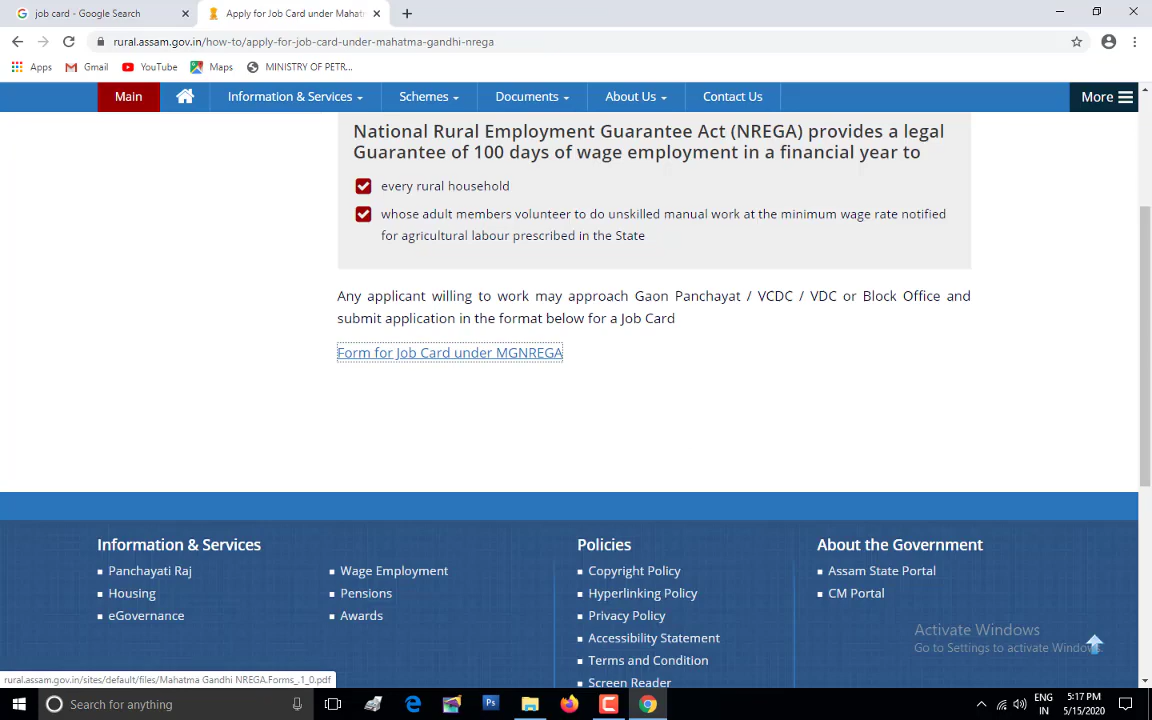 job card - Google Search
Apply for Job Card under Mahat
rural.assam.gov.in/how-to/apply-for-job-card-under-mahatma-gandhi-nrega
Apps
Gmail
YouTube
Maps
MINISTRY OF PETR...
Main
Information & Services
Schemes
Documents
About Us
Contact Us
More
National Rural Employment Guarantee Act (NREGA) provides a legal
Guarantee of 100 days of wage employment in a financial year to
every rural household
whose adult members volunteer to do unskilled manual work at the minimum wage rate notified
for agricultural labour prescribed in the State
Any applicant willing to work may approach Gaon Panchayat / VCDC / VDC or Block Office and
submit application in the format below for a Job Card
Form for Job Card under MGNREGA
Information & Services
Panchayati Raj
Housing
eGovernance
Wage Employment
Pensions
Awards
Policies
Copyright Policy
Hyperlinking Policy
Privacy Policy
Accessibility Statement
Terms and Condition
Screen Reader
About the Government
Assam State Portal
CM Portal
Activate Windows
Go to Settings to activate Windows.
rural.assam.gov.in/sites/default/files/Mahatma Gandhi NREGA.Forms_.1_0.pdf
Search for anything
Ps
ENG
IN
5:17 PM
5/15/2020